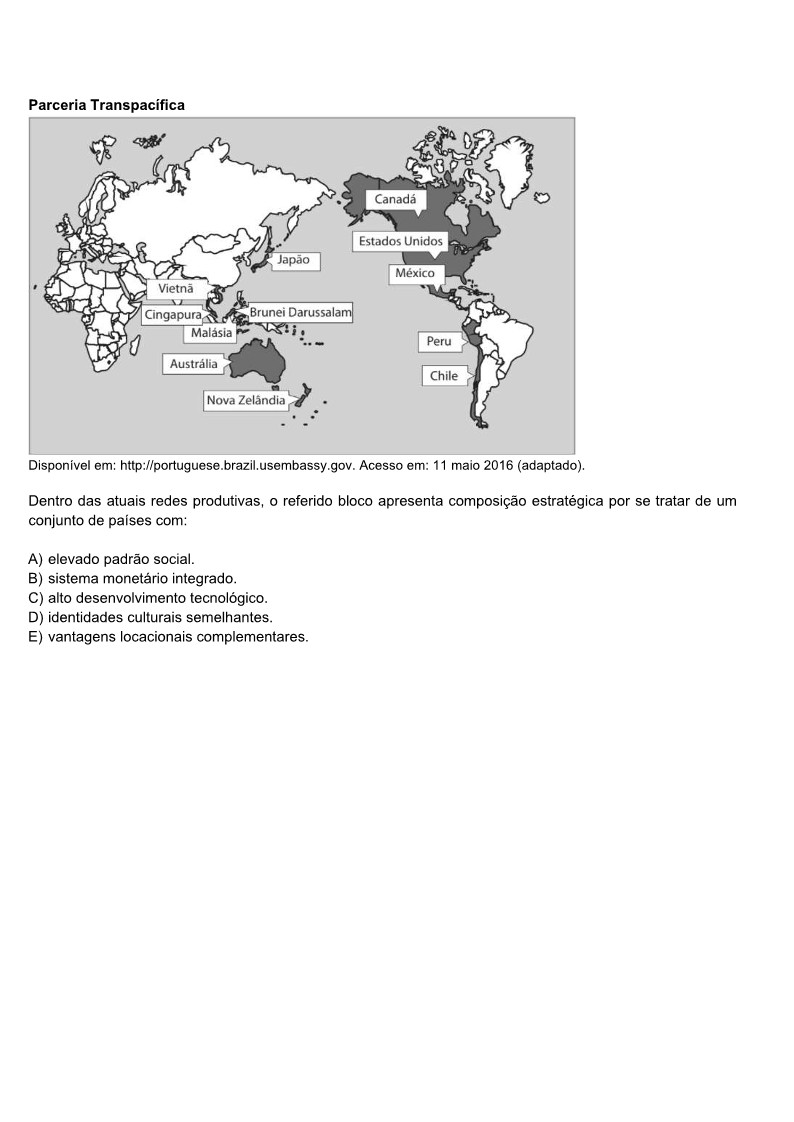 Parceria Transpacífica
Canadá
Estados Unidos
Japão
México
Vietnã
Cingapura
Brunei Darussalam
Malásia
Peru
Austrália
Chile
Nova Zelândia
Disponível em: http://portuguese.brazil.usembassy.gov. Acesso em: 11 maio 2016 (adaptado).
Dentro das atuais redes produtivas, o referido bloco apresenta composição estratégica por se tratar de um
conjunto de países com:
A) elevado padrão social.
B) sistema monetário integrado.
C) alto desenvolvimento tecnológico.
D) identidades culturais semelhantes.
E) vantagens locacionais complementares.